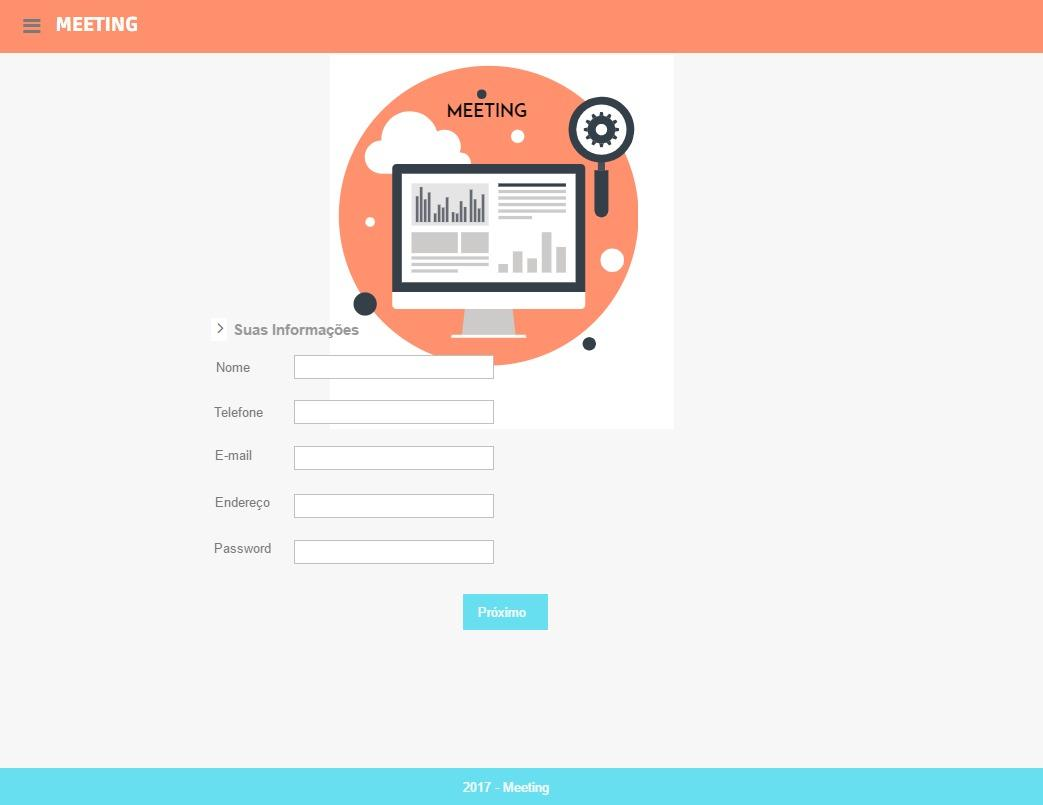 MEETING
MEETING
Suas Informações
Nome
Telefone
E-mail
Endereço
Password
Próximo
2017 - Meeting